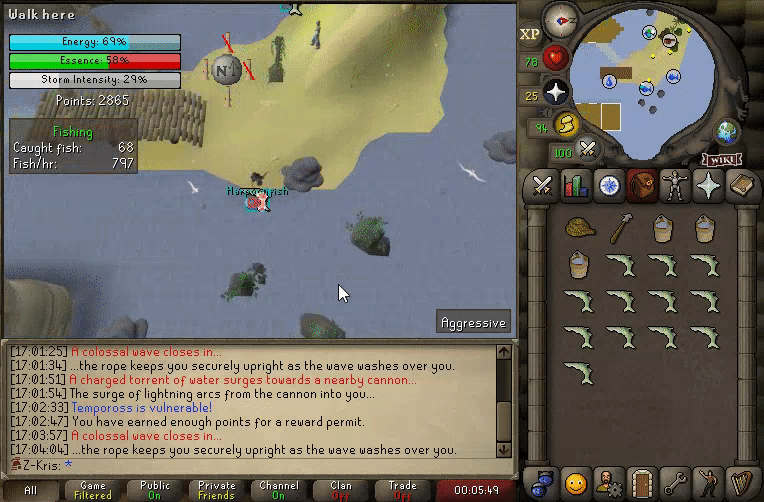 Walk here
Energy: 69%
Essence: 58%
Storm Intensity: 29%
Points: 2865
Fishing
Caught fish: 68
Fish/hr: 797
N
Aggressive
XP
78
25
94
100
WIKI
[17:01:25] A colossal wave closes in...
[17:01:34] ...the rope keeps you securely upright as the wave washes over you.
[17:01:51] A charged torrent of water surges towards a nearby cannon...
[17:01:54] The surge of lightning arcs from the cannon into you...
[17:02:33] Tempoross is vulnerable!
[17:02:47] You have earned enough points for a reward permit.
[17:03:57] A colossal wave closes in...
[17:04:04] ...the rope keeps you securely upright as the wave washes over you.
Z-Kris: *
All
Game
Filtered
Public
On
Private
Friends
Channel
On
Clan
Off
Trade
Off
00:05:49